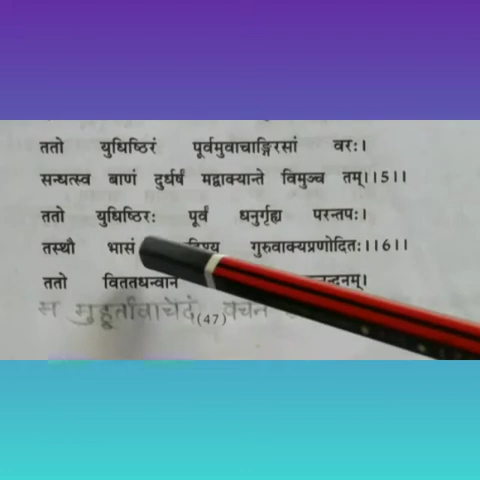 ततो युधिष्ठिरं पूर्वमुवाचाङ्गिरसां वरः।
सन्धत्स्व बाणं दुर्धर्षं मद्वाक्यान्ते विमुञ्च तम्।।5।।
ततो युधिष्ठिरः पूर्वं धनुर्गृह्य परन्तपः।
तस्थौ भासं गुरुवाक्यप्रणोदितः।।6।।
ततो विततधन्वानं
स मुहूर्तावाचेदं वचन
(47)